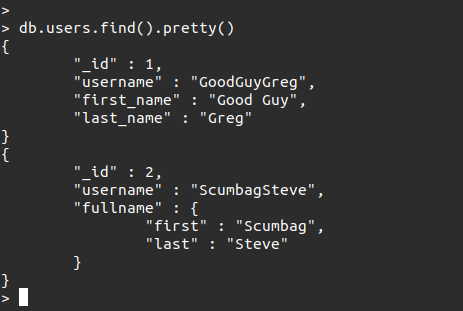 >
> db.users.find().pretty()
{
        "_id" : 1,
        "username" : "GoodGuyGreg",
        "first_name" : "Good Guy",
        "last_name" : "Greg"
}
{
        "_id" : 2,
        "username" : "ScumbagSteve",
        "fullname" : {
                "first" : "Scumbag",
                "last" : "Steve"
        }
}
>